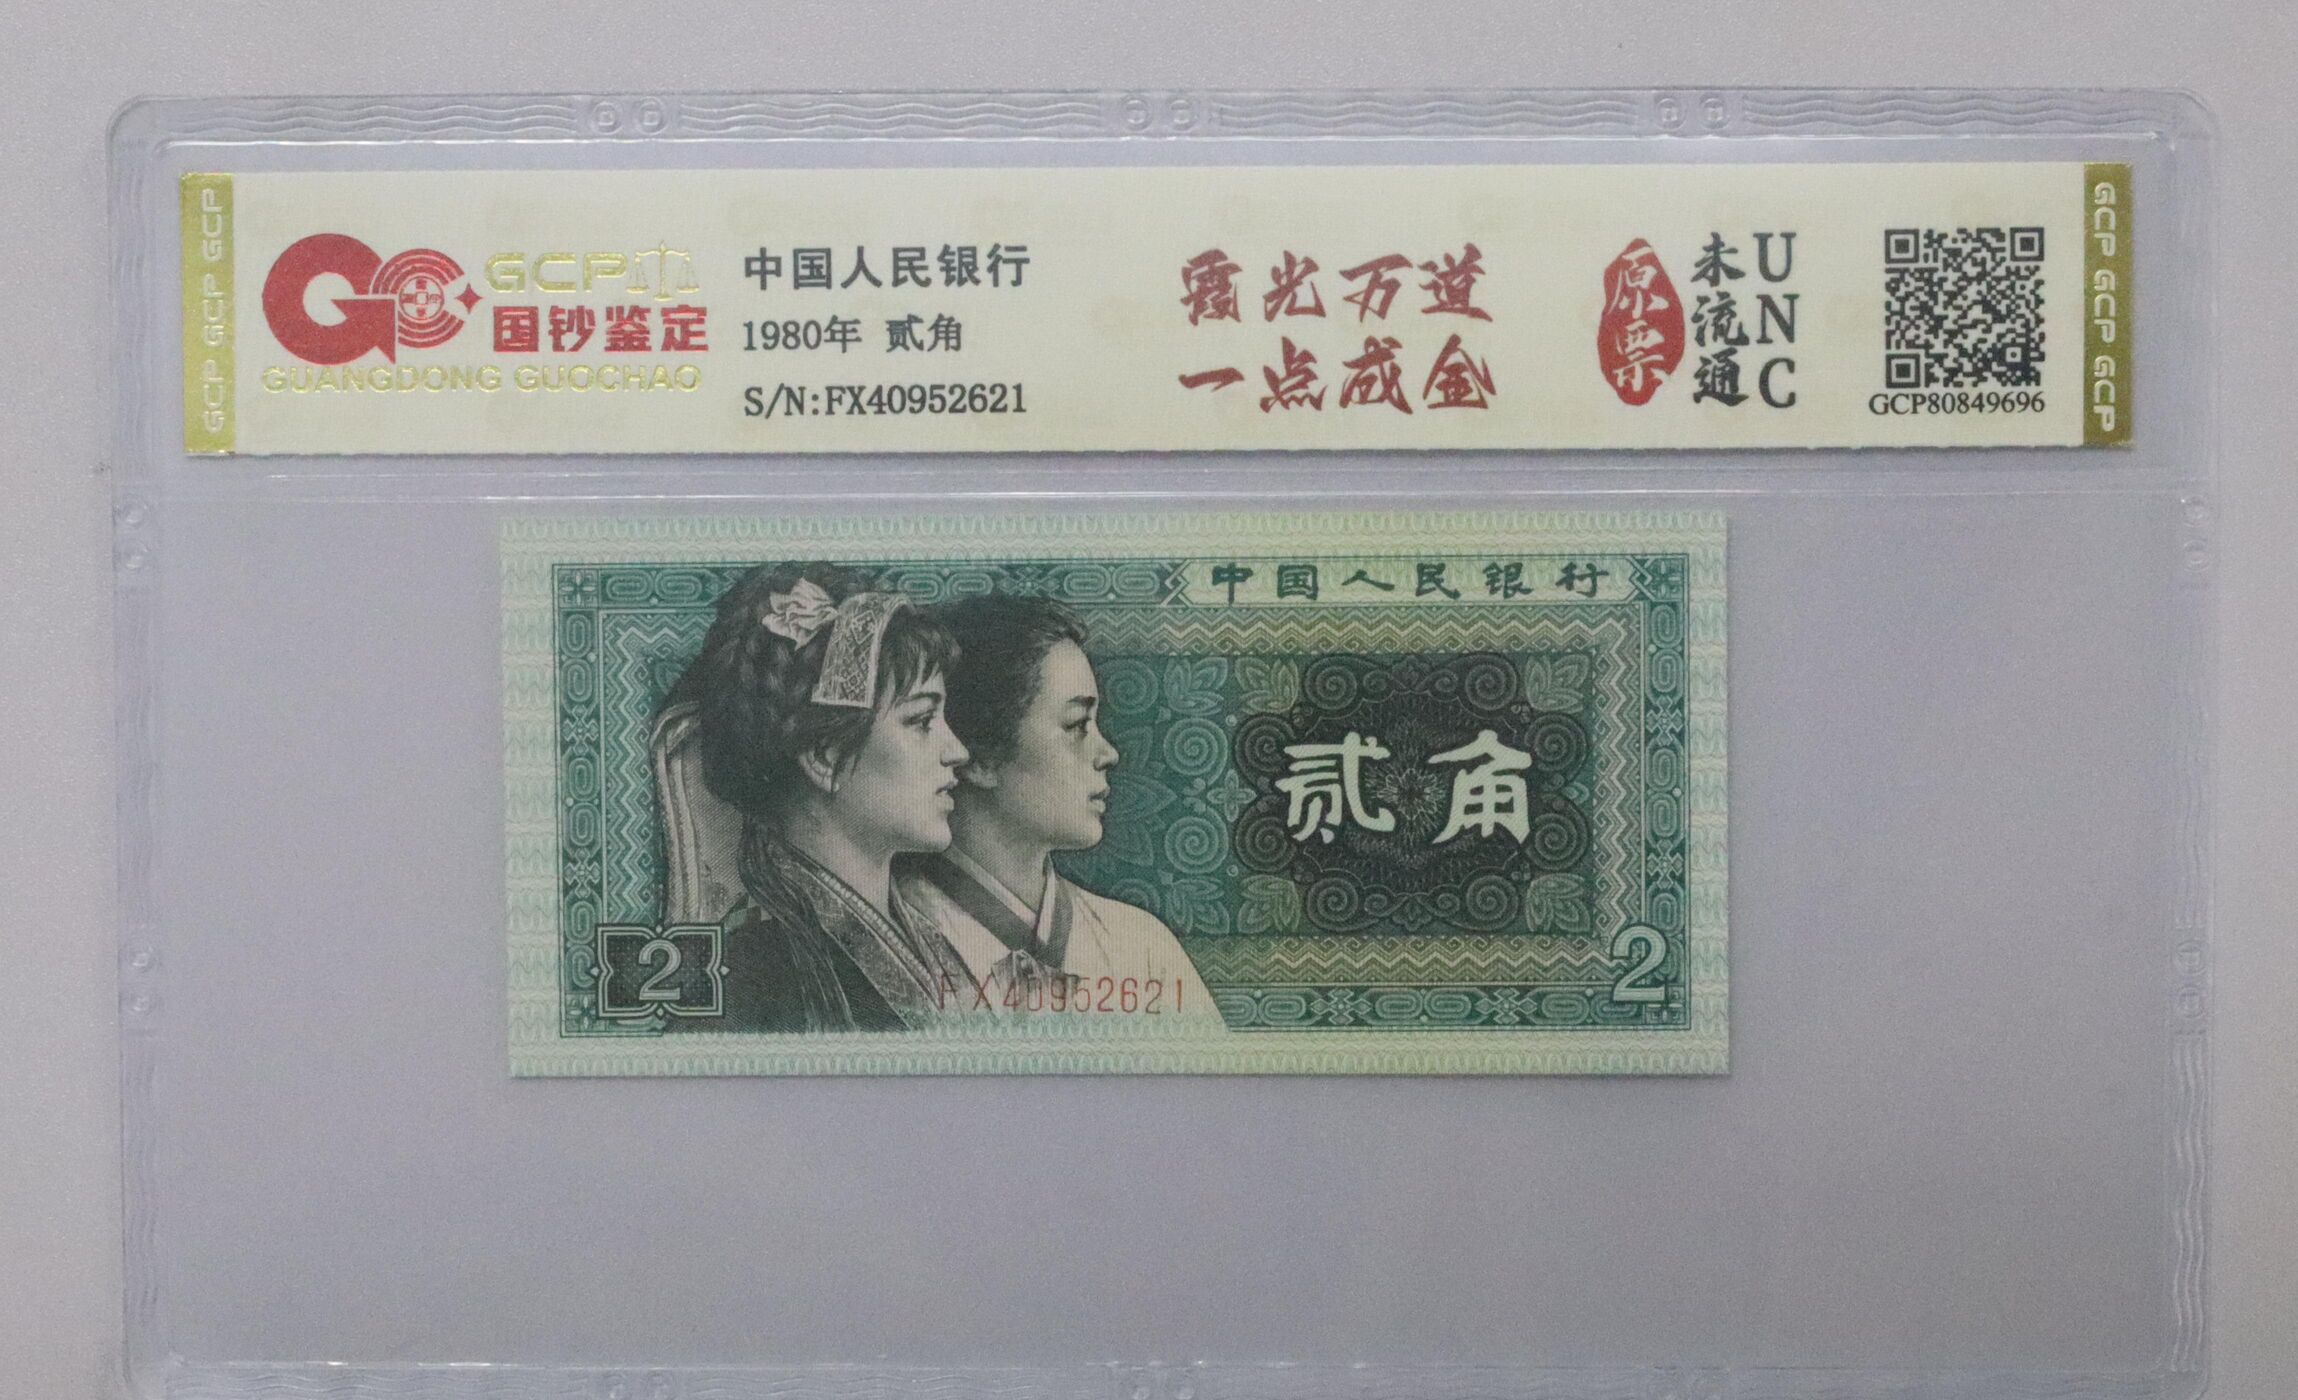 GCP GCP GCP
GCP
国钞鉴定
GUANGDONG GUOCHAO
中国人民银行
1980年 贰角
S/N:FX40952621
霞光万道
一点成金
原票
未流通
UNC
GCP80849696
GCP GCP GCP
中国人民银行
贰角
2
2
FX40952621